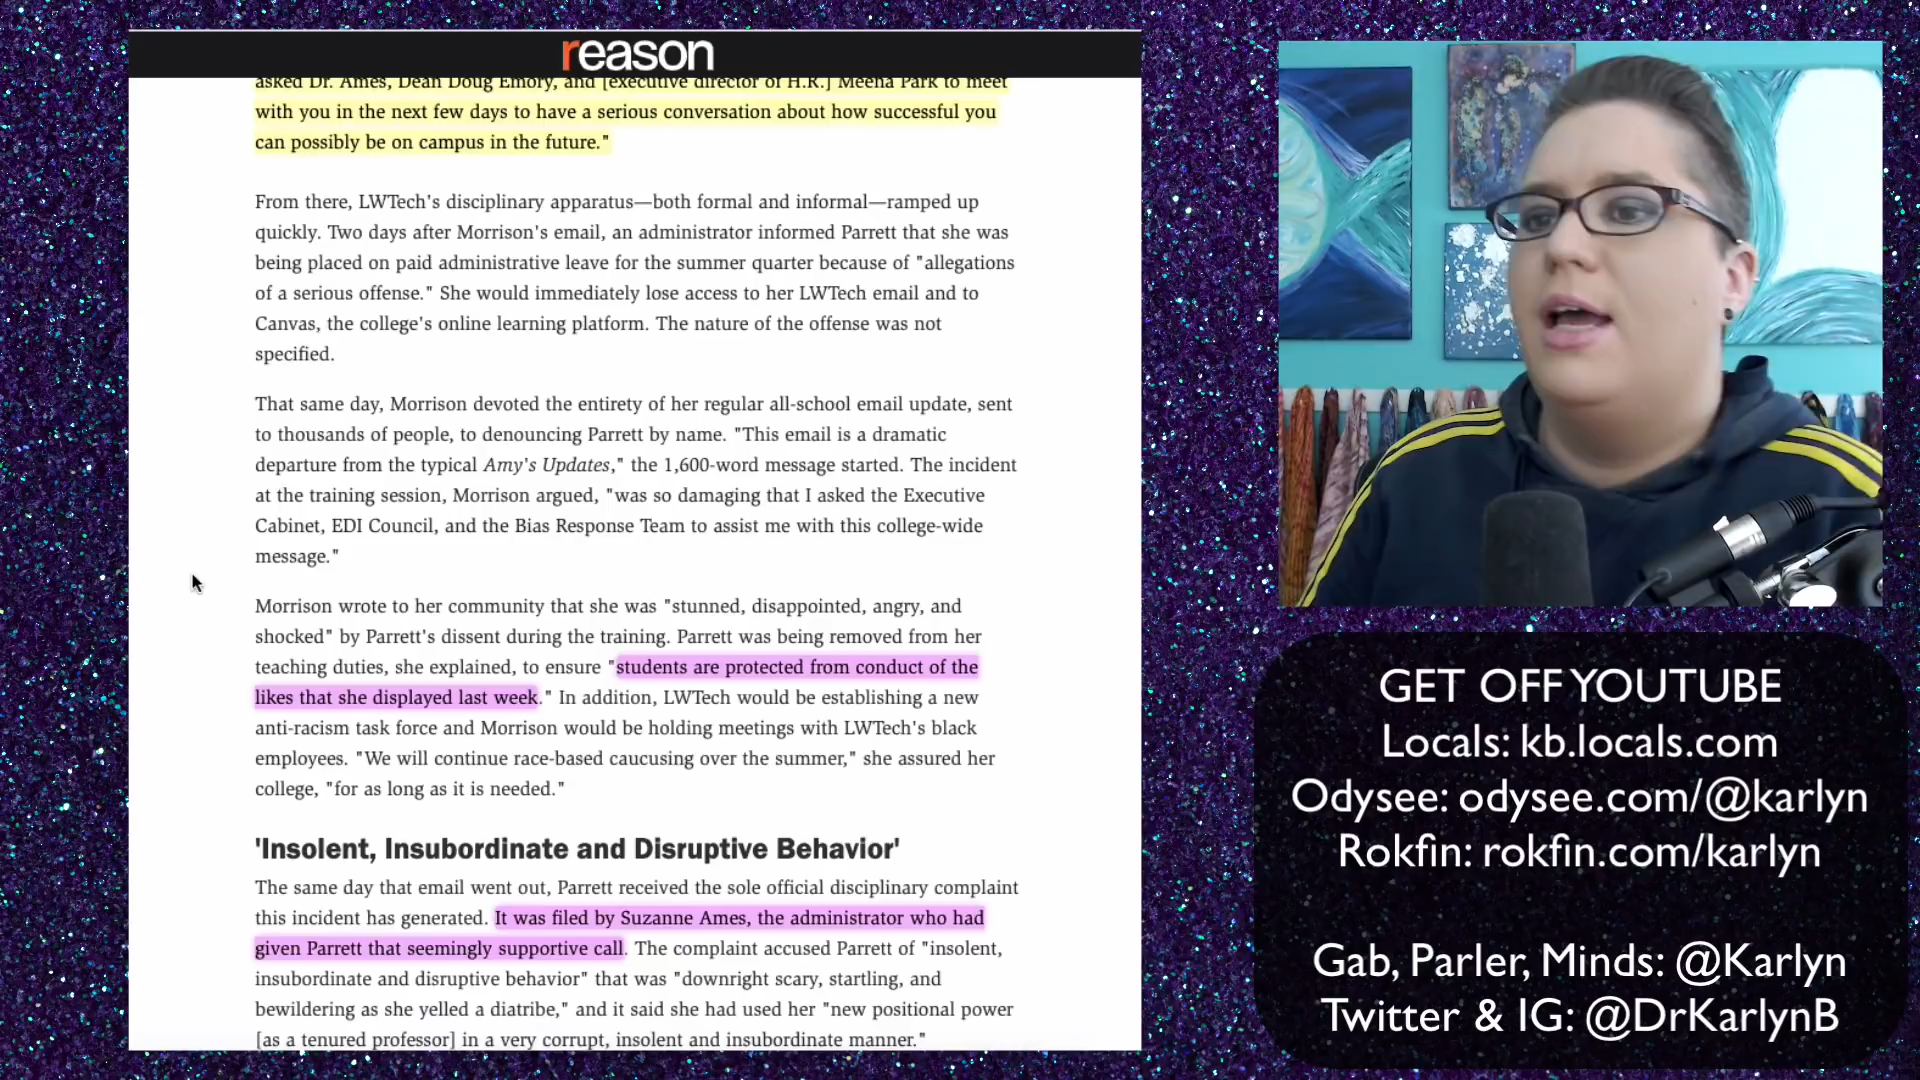 reason
asked Dr. Ames, Dean Doug Emory, and [executive director of H.R.] Meena Park to meet
with you in the next few days to have a serious conversation about how successful you
can possibly be on campus in the future."
From there, LWTech's disciplinary apparatus—both formal and informal—ramped up
quickly. Two days after Morrison's email, an administrator informed Parrett that she was
being placed on paid administrative leave for the summer quarter because of "allegations
of a serious offense." She would immediately lose access to her LWTech email and to
Canvas, the college's online learning platform. The nature of the offense was not
specified.
That same day, Morrison devoted the entirety of her regular all-school email update, sent
to thousands of people, to denouncing Parrett by name. "This email is a dramatic
departure from the typical Amy's Updates," the 1,600-word message started. The incident
at the training session, Morrison argued, "was so damaging that I asked the Executive
Cabinet, EDI Council, and the Bias Response Team to assist me with this college-wide
message."
Morrison wrote to her community that she was "stunned, disappointed, angry, and
shocked" by Parrett's dissent during the training. Parrett was being removed from her
teaching duties, she explained, to ensure "students are protected from conduct of the
likes that she displayed last week." In addition, LWTech would be establishing a new
anti-racism task force and Morrison would be holding meetings with LWTech's black
employees. "We will continue race-based caucusing over the summer," she assured her
college, "for as long as it is needed."
'Insolent, Insubordinate and Disruptive Behavior'
The same day that email went out, Parrett received the sole official disciplinary complaint
this incident has generated. It was filed by Suzanne Ames, the administrator who had
given Parrett that seemingly supportive call. The complaint accused Parrett of "insolent,
insubordinate and disruptive behavior" that was "downright scary, startling, and
bewildering as she yelled a diatribe," and it said she had used her "new positional power
[as a tenured professor] in a very corrupt, insolent and insubordinate manner."
GET OFF YOUTUBE
Locals: kb.locals.com
Odysee: odysee.com/@karlyn
Rokfin: rokfin.com/karlyn
Gab, Parler, Minds: @Karlyn
Twitter & IG: @DrKarlynB